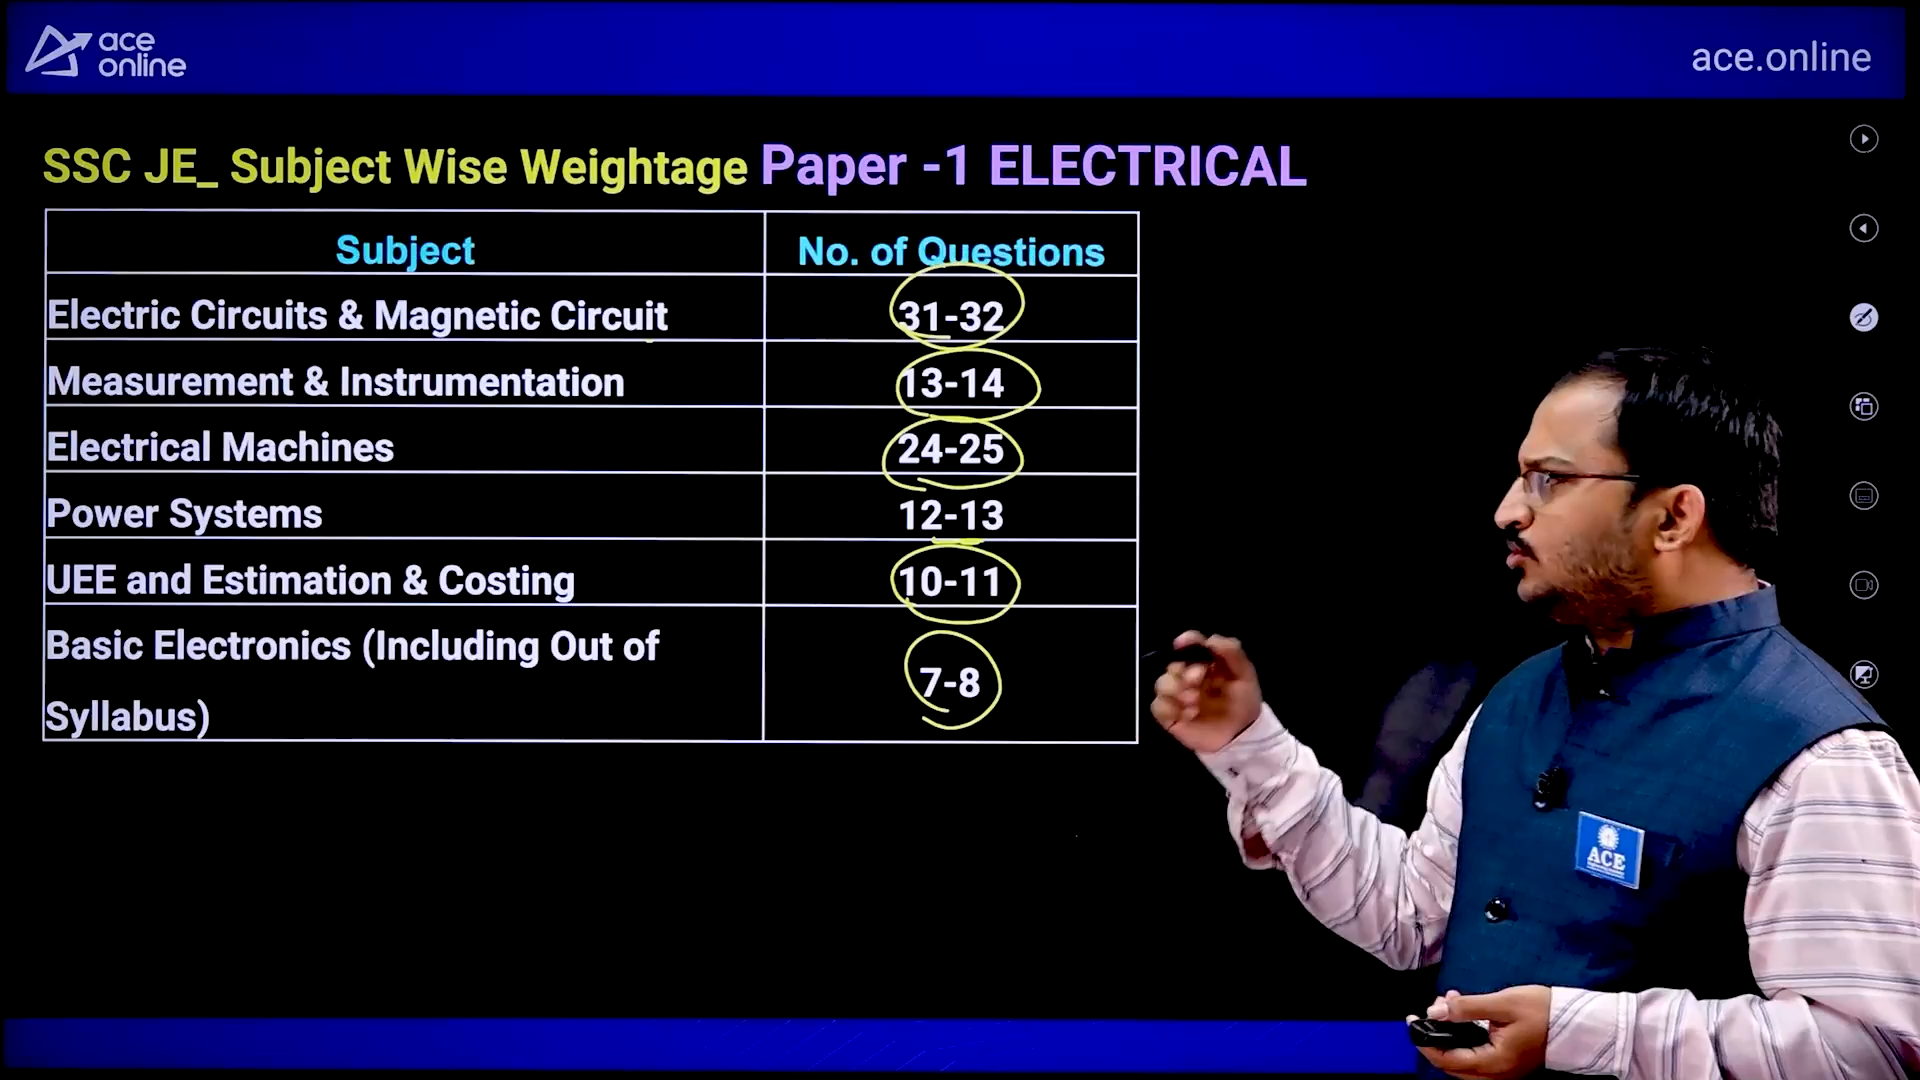 ace
online
ace.online
SSC JE_ Subject Wise Weightage Paper -1 ELECTRICAL
Subject No. of Questions
Electric Circuits & Magnetic Circuit 31-32
Measurement & Instrumentation 13-14
Electrical Machines 24-25
Power Systems 12-13
UEE and Estimation & Costing 10-11
Basic Electronics (Including Out of
Syllabus) 7-8
ACE